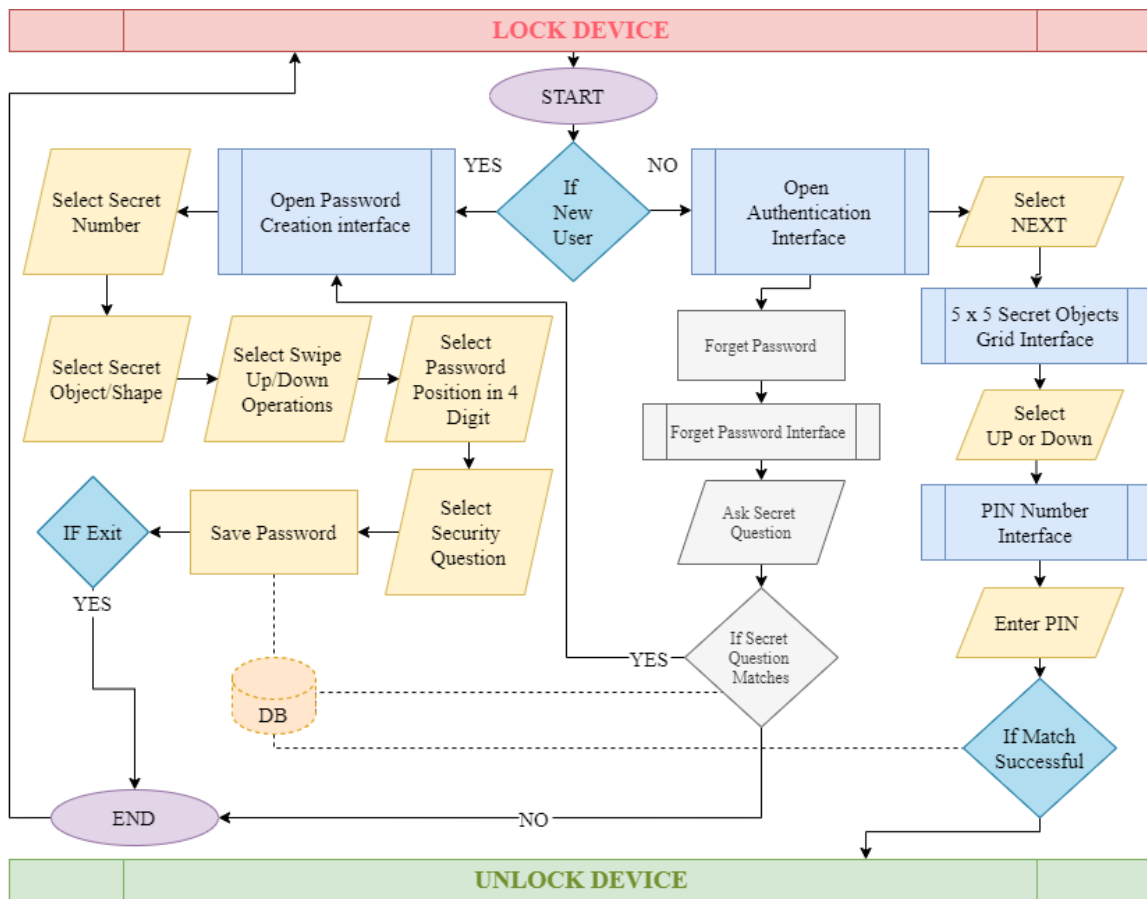 LOCK DEVICE
START
YES
NO
If
New
User
Open Password
Creation interface
Select Secret
Number
Open
Authentication
Interface
Select
NEXT
Select Secret
Object/Shape
Select Swipe
Up/Down
Operations
Select
Password
Position in 4
Digit
Forget Password
5 x 5 Secret Objects
Grid Interface
Forget Password Interface
Select
UP or Down
IF Exit
Save Password
Select
Security
Question
Ask Secret
Question
PIN Number
Interface
YES
Enter PIN
If Secret
Question
Matches
YES
DB
If Match
Successful
END
NO
UNLOCK DEVICE